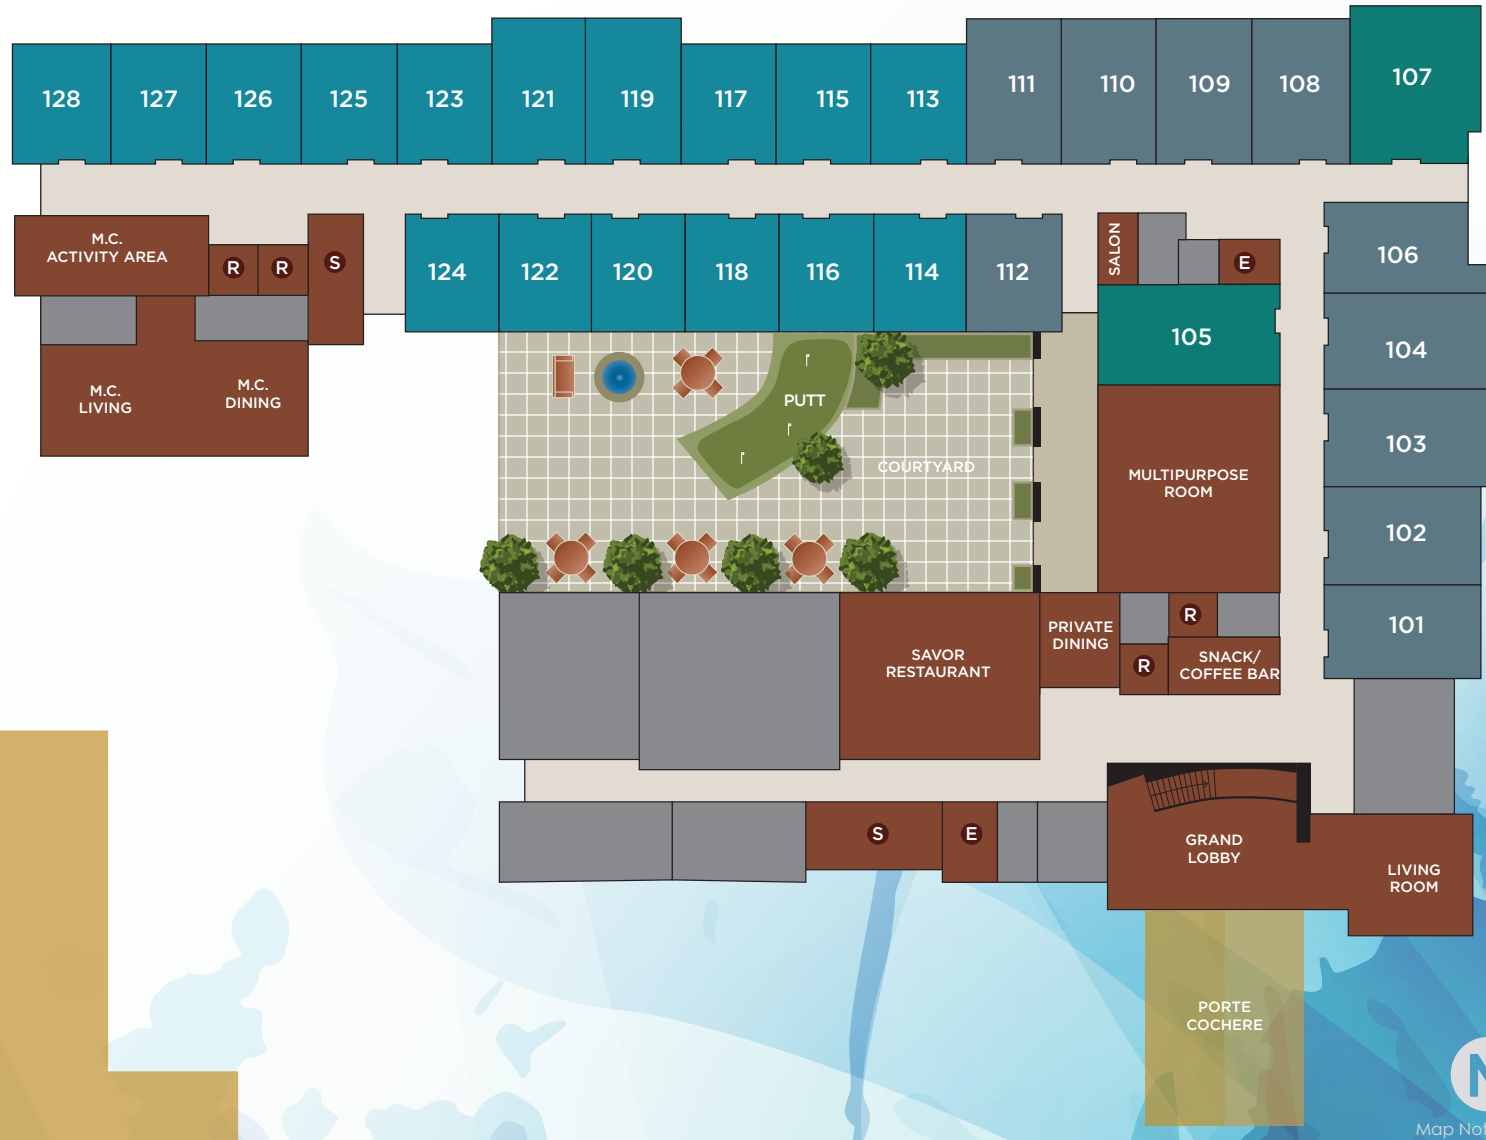 128
127
126
125
123
121
119
117
115
113
111
110
109
108
107
M.C.
ACTIVITY AREA
R
R
S
124
122
120
118
116
114
112
SALON
E
106
105
104
M.C.
LIVING
M.C.
DINING
PUTT
COURTYARD
103
MULTIPURPOSE
ROOM
102
101
SAVOR
RESTAURANT
PRIVATE
DINING
R
R
SNACK/
COFFEE BAR
S
E
GRAND
LOBBY
LIVING
ROOM
PORTE
COCHERE
N
Map Not